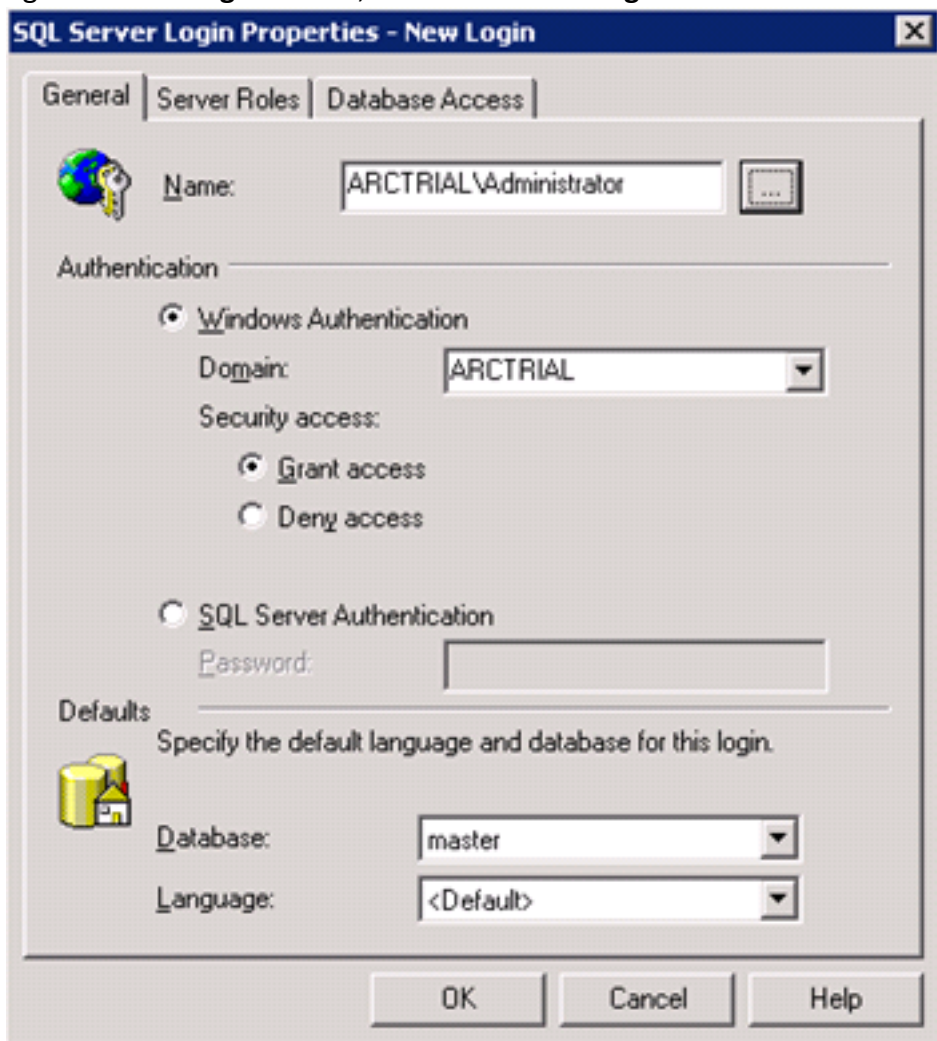 SQL Server Login Properties - New Login
General Server Roles Database Access
Name: ARCTRIAL\Administrator ...
Authentication
Windows Authentication
Domain: ARCTRIAL
Security access:
Grant access
Deny access
SQL Server Authentication
Password:
Defaults
Specify the default language and database for this login.
Database: master
Language: <Default>
OK Cancel Help